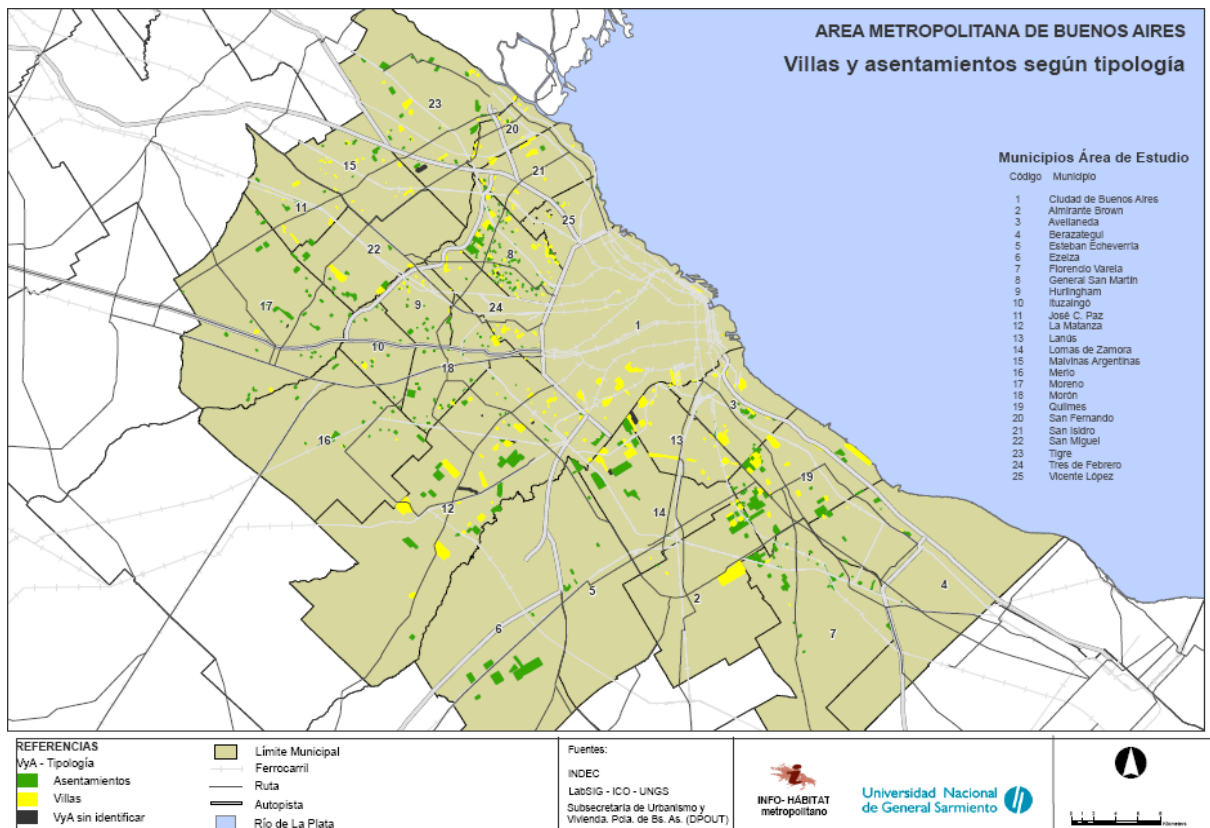 AREA METROPOLITANA DE BUENOS AIRES
Villas y asentamientos según tipología
Municipios Área de Estudio
Código Municipio
1 Ciudad de Buenos Aires
2 Almirante Brown
3 Avellaneda
4 Berazategui
5 Esteban Echeverría
6 Ezeiza
7 Florencio Varela
8 General San Martín
9 Hurlingham
10 Ituzaingó
11 José C. Paz
12 La Matanza
13 Lanús
14 Lomas de Zamora
15 Malvinas Argentinas
16 Merlo
17 Moreno
18 Morón
19 Quilmes
20 San Fernando
21 San Isidro
22 San Miguel
23 Tigre
24 Tres de Febrero
25 Vicente López
23
20
15
21
11
25
22
8
17
9
24
1
10
18
3
16
13
19
12
14
5
4
2
6
7
REFERENCIAS
VyA - Tipología
Asentamientos
Villas
VyA sin identificar
Límite Municipal
Ferrocarril
Ruta
Autopista
Río de La Plata
Fuentes:
INDEC
LabSIG - ICO - UNGS
Subsecretaría de Urbanismo y
Vivienda. Pcia. de Bs. As. (DPOUT)
INFO- HÁBITAT
metropolitano
Universidad Nacional
de General Sarmiento
Kilometers